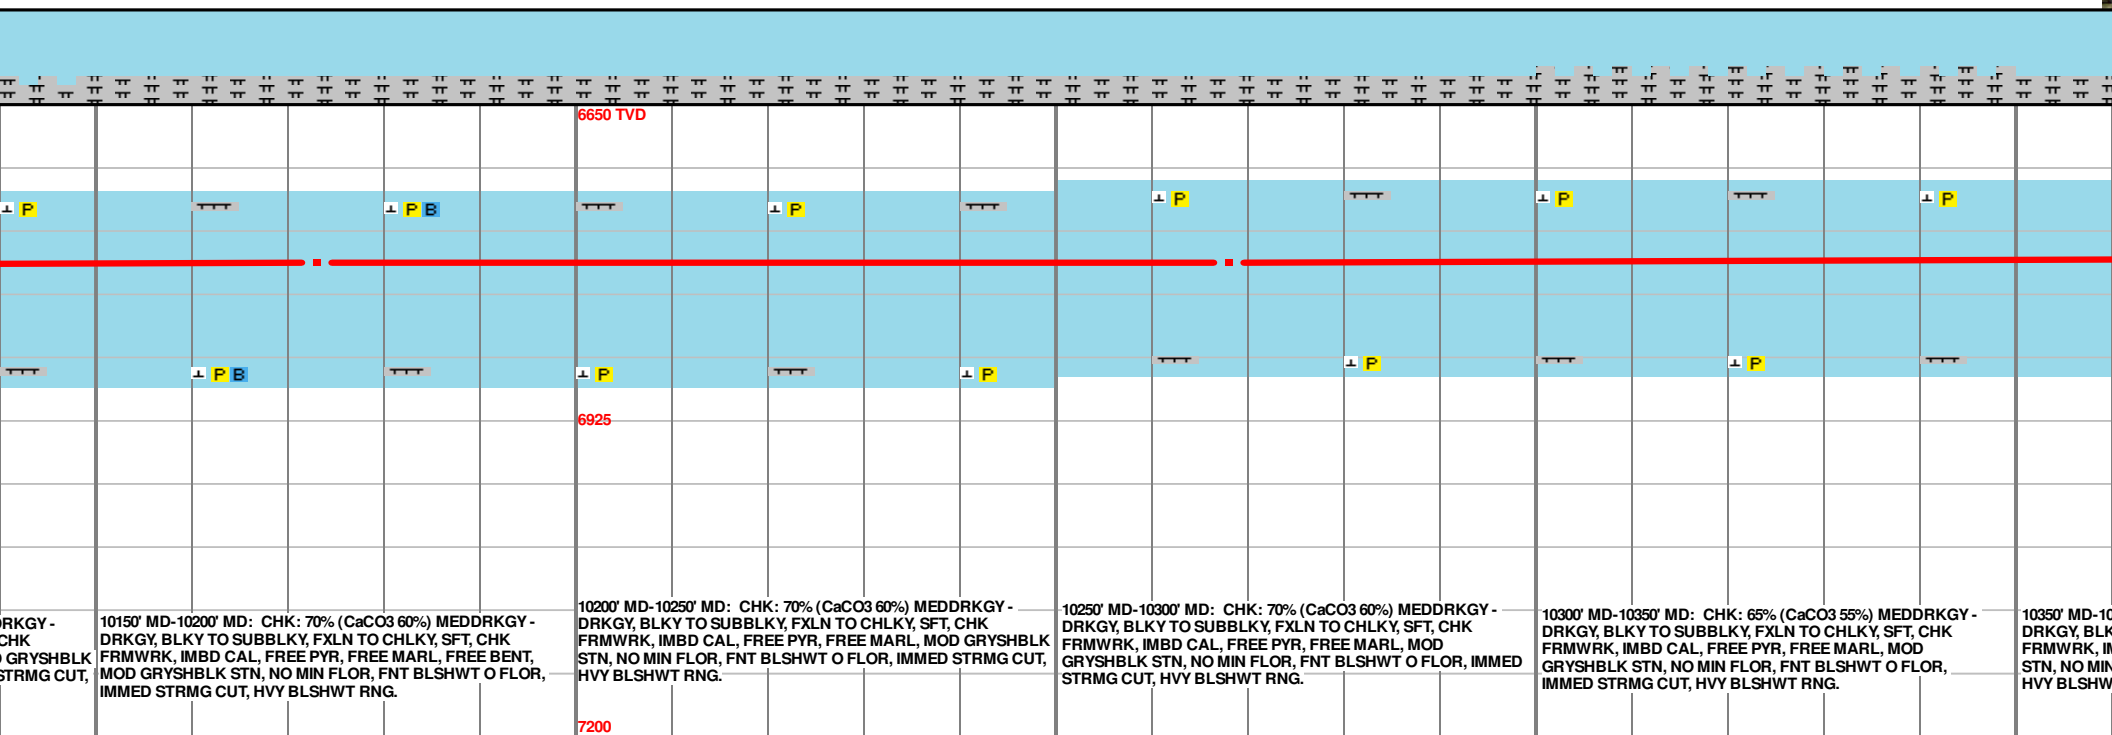 6650 TVD
P
P B
P
P
P
P
P B
P
P
P
P
6925
DRKGY -
CHK
GRYSHBLK
STRMG CUT,
10150' MD-10200' MD: CHK: 70% (CaCO3 60%) MEDDRKGY -
DRKGY, BLKY TO SUBBLKY, FXLN TO CHLKY, SFT, CHK
FRMWRK, IMBD CAL, FREE PYR, FREE MARL, FREE BENT,
MOD GRYSHBLK STN, NO MIN FLOR, FNT BLSHWT O FLOR,
IMMED STRMG CUT, HVY BLSHWT RNG.
10200' MD-10250' MD: CHK: 70% (CaCO3 60%) MEDDRKGY -
DRKGY, BLKY TO SUBBLKY, FXLN TO CHLKY, SFT, CHK
FRMWRK, IMBD CAL, FREE PYR, FREE MARL, MOD GRYSHBLK
STN, NO MIN FLOR, FNT BLSHWT O FLOR, IMMED STRMG CUT,
HVY BLSHWT RNG.
10250' MD-10300' MD: CHK: 70% (CaCO3 60%) MEDDRKGY -
DRKGY, BLKY TO SUBBLKY, FXLN TO CHLKY, SFT, CHK
FRMWRK, IMBD CAL, FREE PYR, FREE MARL, MOD
GRYSHBLK STN, NO MIN FLOR, FNT BLSHWT O FLOR, IMMED
STRMG CUT, HVY BLSHWT RNG.
10300' MD-10350' MD: CHK: 65% (CaCO3 55%) MEDDRKGY -
DRKGY, BLKY TO SUBBLKY, FXLN TO CHLKY, SFT, CHK
FRMWRK, IMBD CAL, FREE PYR, FREE MARL, MOD
GRYSHBLK STN, NO MIN FLOR, FNT BLSHWT O FLOR,
IMMED STRMG CUT, HVY BLSHWT RNG.
10350' MD-10
DRKGY, BLK
FRMWRK, IM
STN, NO MIN
HVY BLSHW
7200